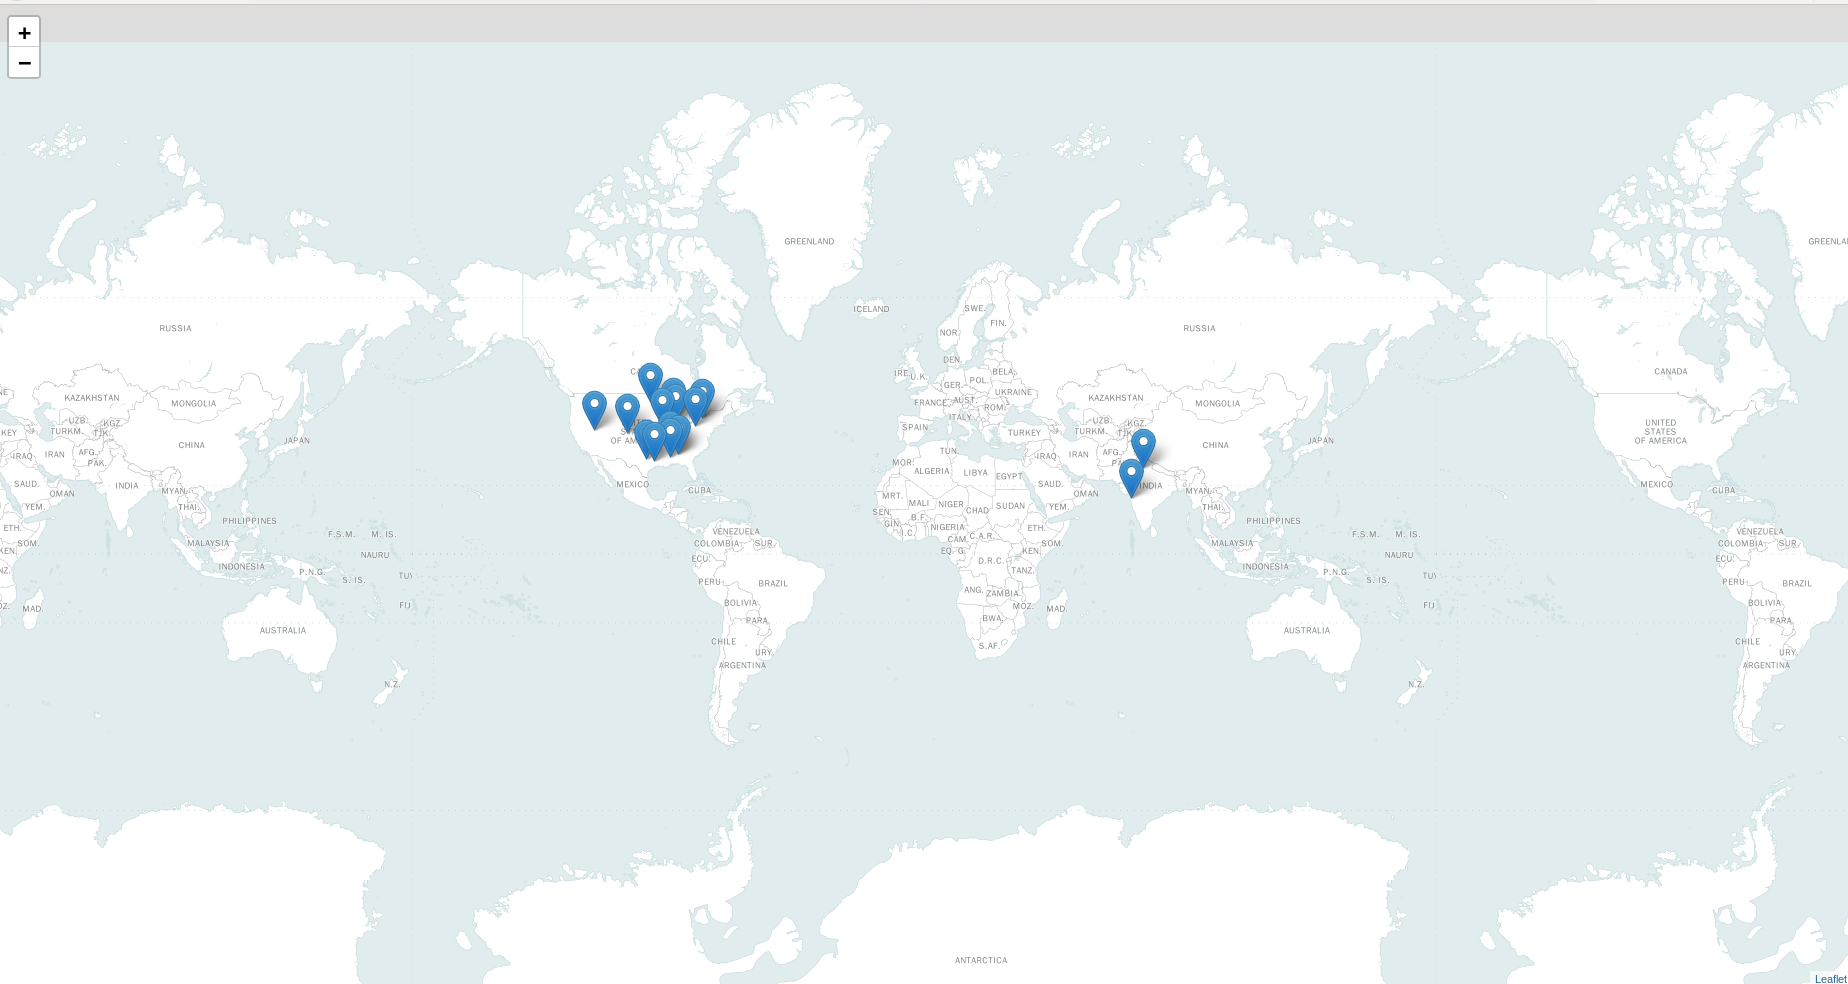 +
−
GREENLAND
GREENLA
ICELAND
SWE.
FIN.
NOR.
RUSSIA
RUSSIA
DEN.
IRE.
U.K.
GER.
POL.
BELA.
CANADA
KAZAKHSTAN
MONGOLIA
FRANCE
AUST.
UKRAINE
ROM.
KAZAKHSTAN
MONGOLIA
UZB.
KGZ.
ITALY
UZB.
KGZ.
KEY
TURKM.
TJK.
SPAIN
TURKEY
TURKM.
TJK.
UNITED
STATES
OF AMERICA
CHINA
JAPAN
OF AM
CHINA
JAPAN
IRAQ
IRAN
AFG.
PAK.
TUN.
IRAQ
IRAN
AFG.
MOR.
ALGERIA
LIBYA
EGYPT
SAUD.
OMAN
INDIA
MYAN.
MEXICO
CUBA
SAUD.
OMAN
INDIA
MYAN.
MEXICO
CUBA
YEM.
THAI.
MRT.
MALI
NIGER
CHAD
SUDAN
YEM.
THAI.
SEN.
B.F.
PHILIPPINES
PHILIPPINES
ETH.
GIN.
NIGERIA
ETH.
F.S.M.
M. IS.
VENEZUELA
I.C.
CAM.
C.A.R.
F.S.M.
M. IS.
VENEZUELA
KEN.
SOM.
MALAYSIA
COLOMBIA
SUR.
EQ. G.
KEN.
SOM.
MALAYSIA
COLOMBIA
SUR.
NAURU
ECU.
D.R.C.
NAURU
ECU.
NZ.
INDONESIA
P.N.G.
S. IS.
TUV
PERU
BRAZIL
TANZ.
INDONESIA
P.N.G.
S. IS.
TUV
PERU
BRAZIL
ANG.
ZAMBIA
OZ.
MAD.
FIJ
BOLIVIA
MOZ.
MAD.
FIJ
BOLIVIA
PARA.
BWA.
PARA.
AUSTRALIA
AUSTRALIA
CHILE
URY.
S.AF.
CHILE
URY.
ARGENTINA
ARGENTINA
N.Z.
N.Z.
ANTARCTICA
Leaflet